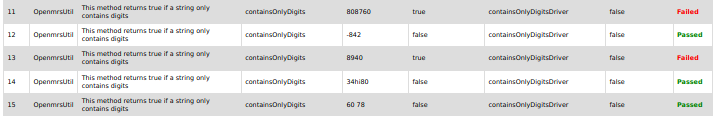 11 OpenmrsUtil This method returns true if a string only contains digits containsOnlyDigits 808760 true containsOnlyDigitsDriver false Failed
12 OpenmrsUtil This method returns true if a string only contains digits containsOnlyDigits -842 false containsOnlyDigitsDriver false Passed
13 OpenmrsUtil This method returns true if a string only contains digits containsOnlyDigits 8940 true containsOnlyDigitsDriver false Failed
14 OpenmrsUtil This method returns true if a string only contains digits containsOnlyDigits 34hi80 false containsOnlyDigitsDriver false Passed
15 OpenmrsUtil This method returns true if a string only contains digits containsOnlyDigits 60 78 false containsOnlyDigitsDriver false Passed